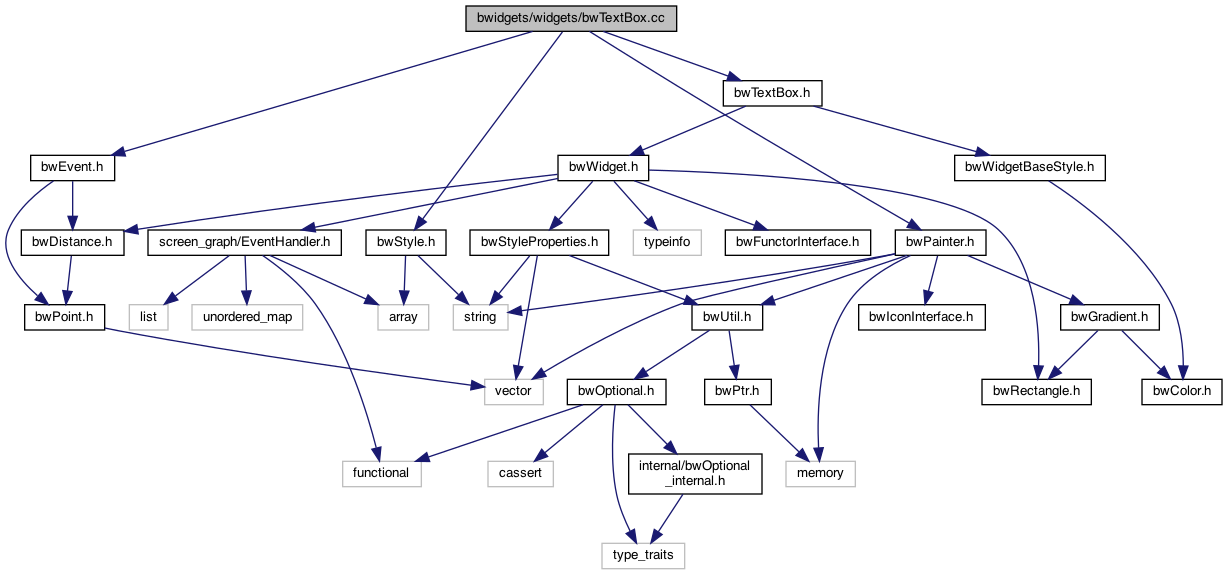 bwidgets/widgets/bwTextBox.cc
bwTextBox.h
bwEvent.h
bwWidget.h
bwWidgetBaseStyle.h
bwDistance.h
screen_graph/EventHandler.h
bwStyle.h
bwStyleProperties.h
typeinfo
bwFunctorInterface.h
bwPainter.h
bwPoint.h
list
unordered_map
array
string
bwUtil.h
bwIconInterface.h
bwGradient.h
vector
bwOptional.h
bwPtr.h
bwRectangle.h
bwColor.h
functional
cassert
internal/bwOptional
_internal.h
memory
type_traits